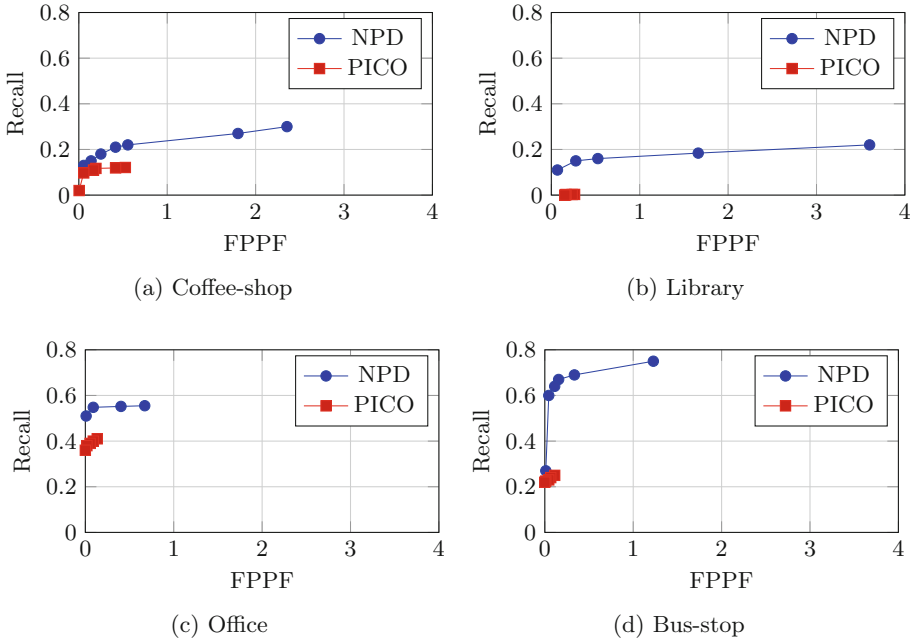 0.8
0.6
0.4
0.2
0
Recall
0 1 2 3 4
FPPF
NPD
PICO
(a) Coffee-shop
0.8
0.6
0.4
0.2
0
Recall
0 1 2 3 4
FPPF
NPD
PICO
(b) Library
0.8
0.6
0.4
0.2
0
Recall
0 1 2 3 4
FPPF
NPD
PICO
(c) Office
0.8
0.6
0.4
0.2
0
Recall
0 1 2 3 4
FPPF
NPD
PICO
(d) Bus-stop